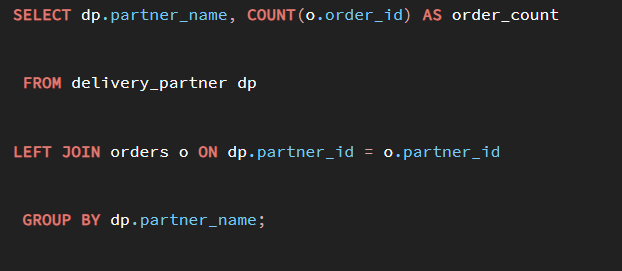 SELECT dp.partner_name, COUNT(o.order_id) AS order_count
FROM delivery_partner dp
LEFT JOIN orders o ON dp.partner_id = o.partner_id
GROUP BY dp.partner_name;